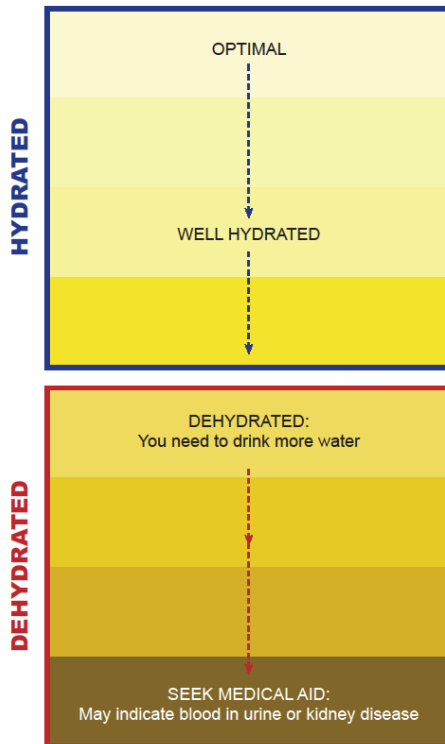 HYDRATED
OPTIMAL
WELL HYDRATED
DEHYDRATED
DEHYDRATED:
You need to drink more water
SEEK MEDICAL AID:
May indicate blood in urine or kidney disease